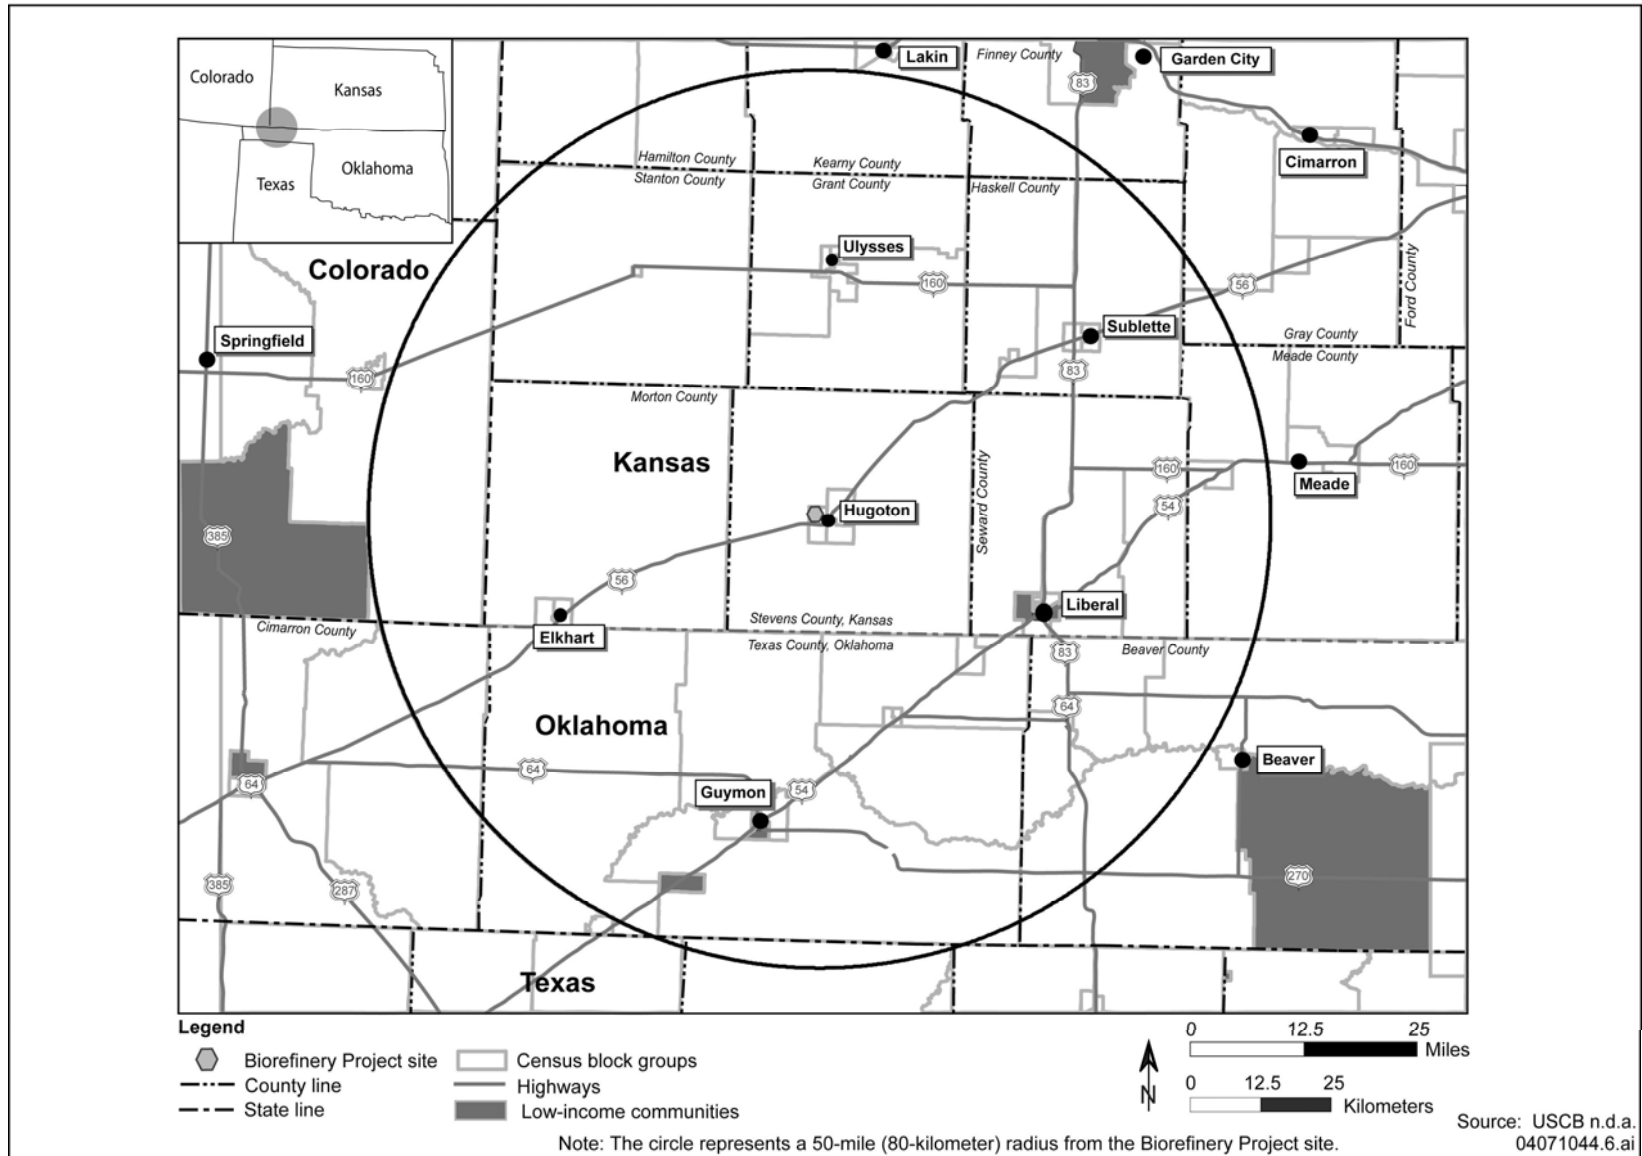 Colorado
Kansas
Texas
Oklahoma
Lakin
Finney County
Garden City
83
Cimarron
Hamilton County
Kearny County
Stanton County
Grant County
Haskell County
Colorado
Ulysses
160
56
Ford County
Springfield
Sublette
Gray County
Meade County
160
83
Morton County
Kansas
Seward County
160
160
Meade
54
Hugoton
385
56
Liberal
Cimarron County
Elkhart
Stevens County, Kansas
Texas County, Oklahoma
83
Beaver County
64
Oklahoma
64
64
Guymon
54
Beaver
385
287
270
Texas
Legend
Biorefinery Project site
County line
State line
Census block groups
Highways
Low-income communities
N
0 12.5 25
Miles
0 12.5 25
Kilometers
Source: USCB n.d.a.
04071044.6.ai
Note: The circle represents a 50-mile (80-kilometer) radius from the Biorefinery Project site.